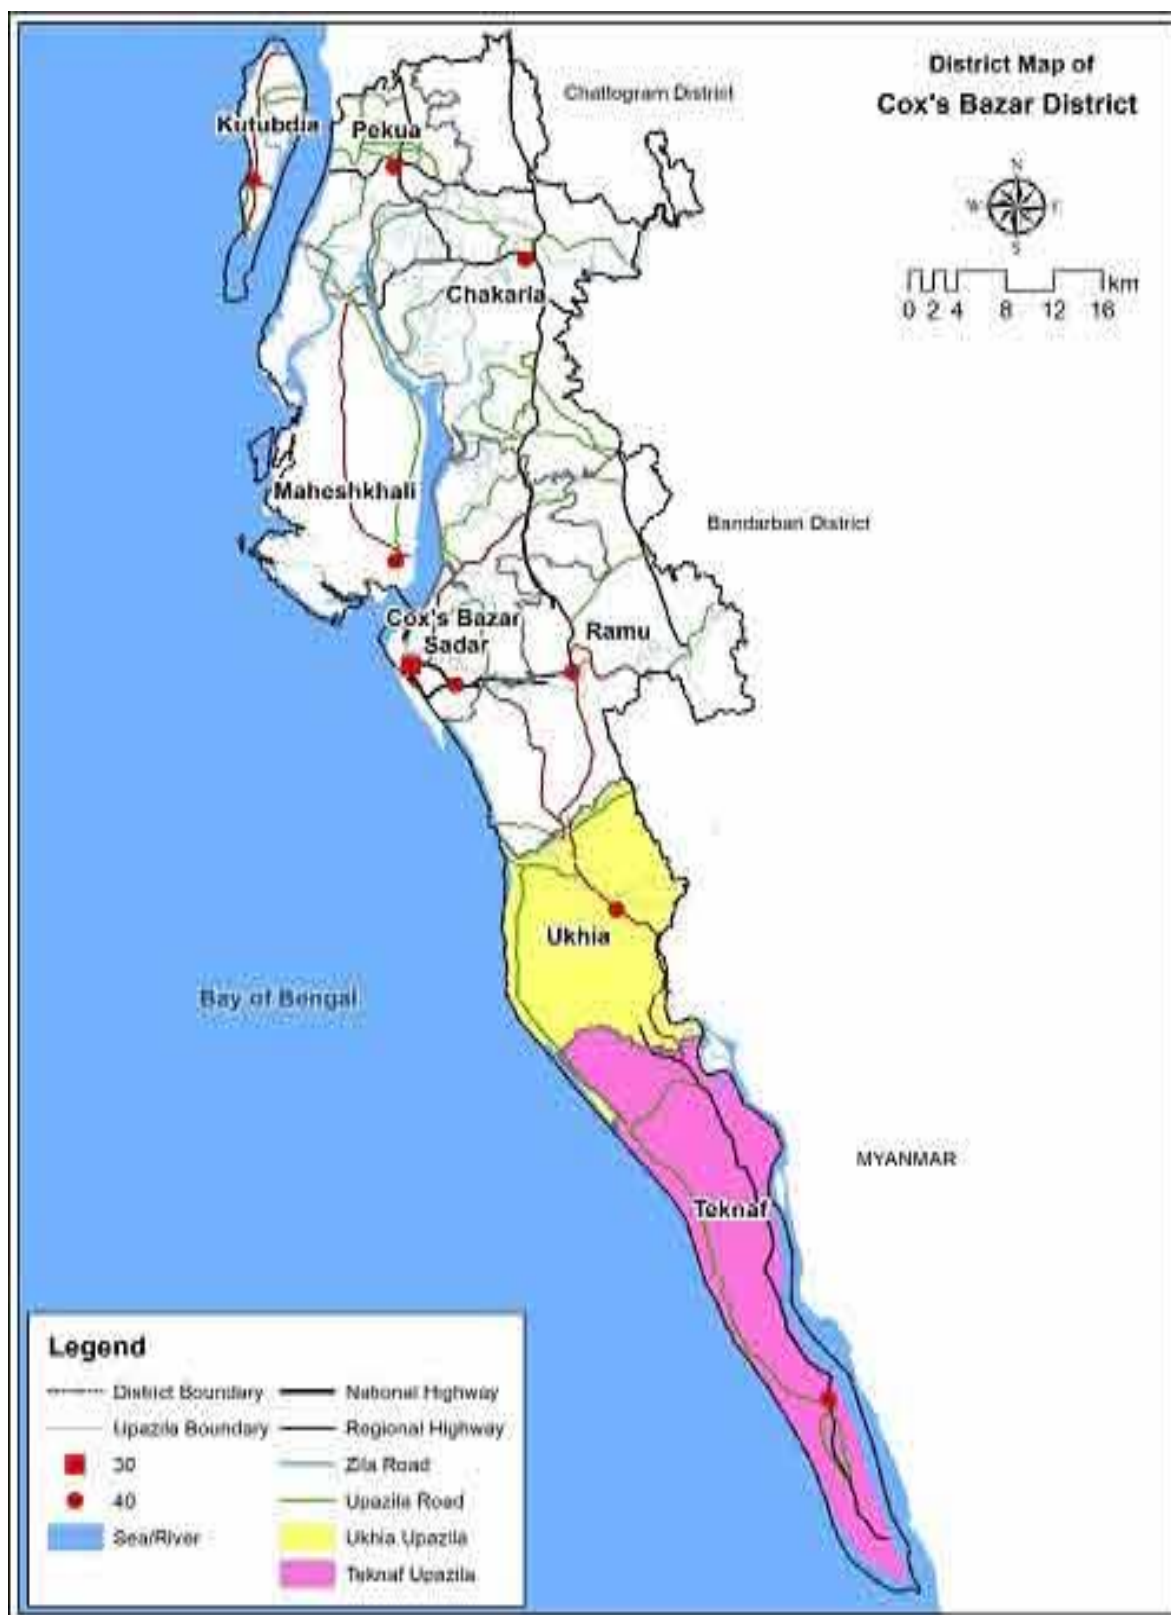 District Map of
Cox's Bazar District
Chattogram District
Kutubdia
Pekua
N
W
E
S
km
0 2 4 8 12 16
Chakaria
Maheshkhali
Bandarban District
Cox's Bazar
Sadar
Ramu
Ukhia
Bay of Bengal
MYANMAR
Teknaf
Legend
District Boundary
Upazila Boundary
30
40
Sea/River
National Highway
Regional Highway
Zila Road
Upazila Road
Ukhia Upazila
Teknaf Upazila